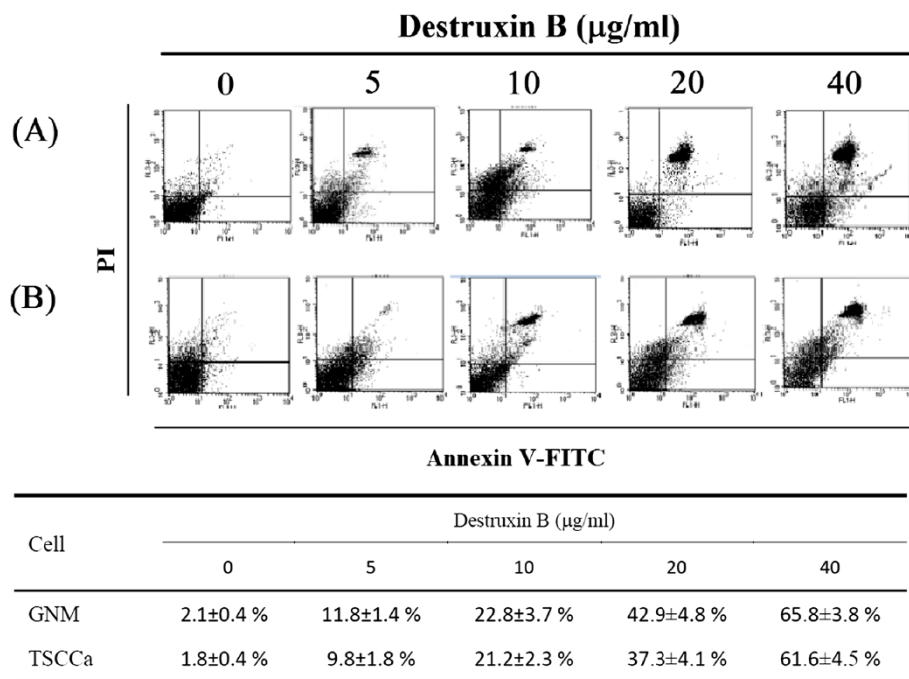 Destruxin B (μg/ml)
0 5 10 20 40
(A)
(B)
PI
Annexin V-FITC
Destruxin B (μg/ml)
Cell
0 5 10 20 40
GNM 2.1±0.4 % 11.8±1.4 % 22.8±3.7 % 42.9±4.8 % 65.8±3.8 %
TSCCa 1.8±0.4 % 9.8±1.8 % 21.2±2.3 % 37.3±4.1 % 61.6±4.5 %